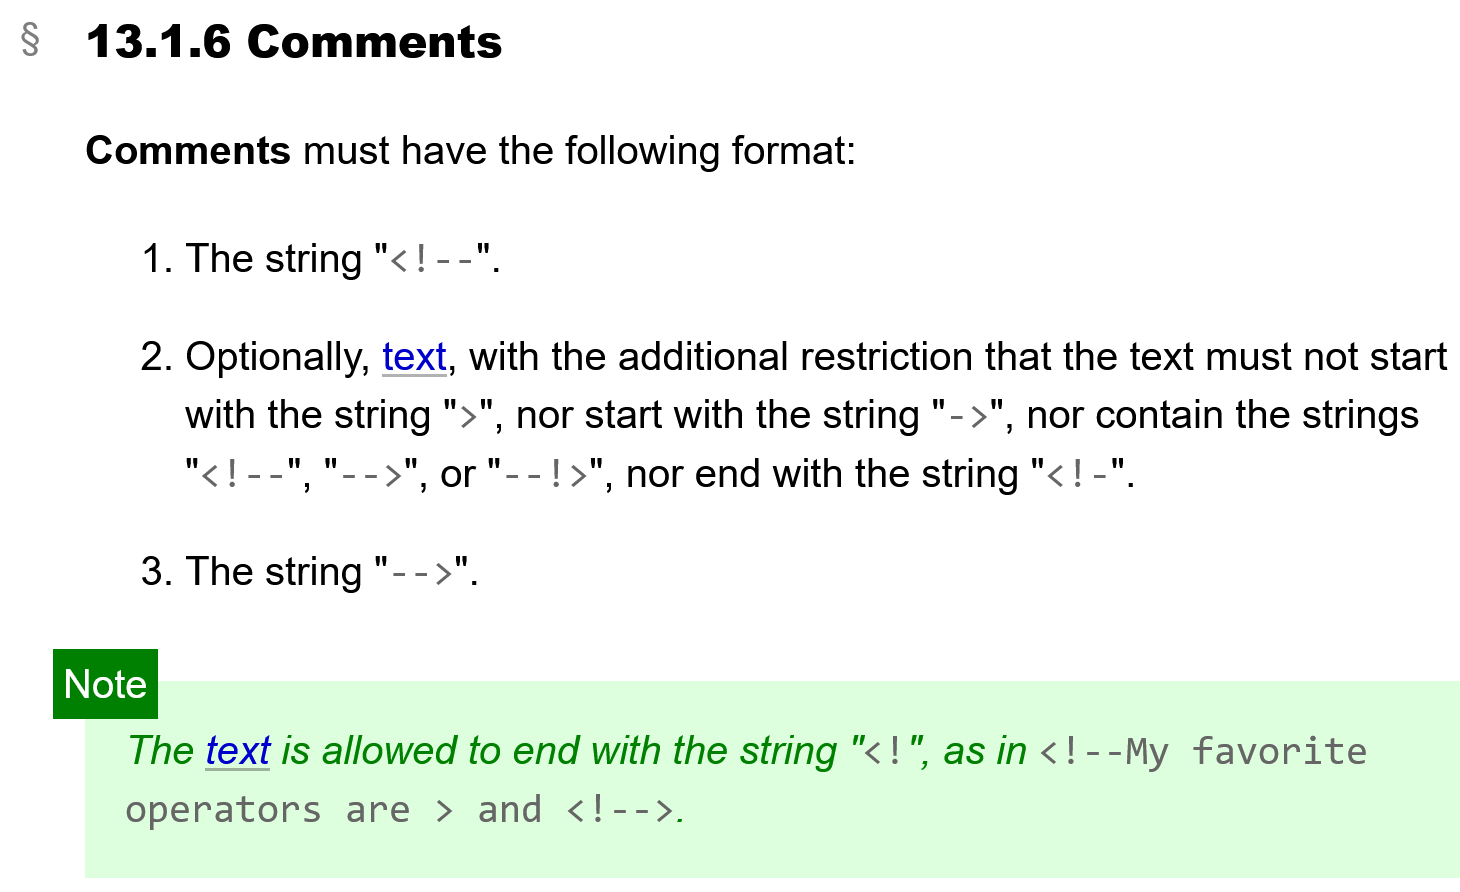 § 13.1.6 Comments
Comments must have the following format:
1. The string "<!--".
2. Optionally, text, with the additional restriction that the text must not start
with the string ">", nor start with the string "->", nor contain the strings
"<!--", "-->", or "--!>", nor end with the string "<!-".
3. The string "-->".
Note
The text is allowed to end with the string "<!", as in <!--My favorite
operators are > and <!-->.